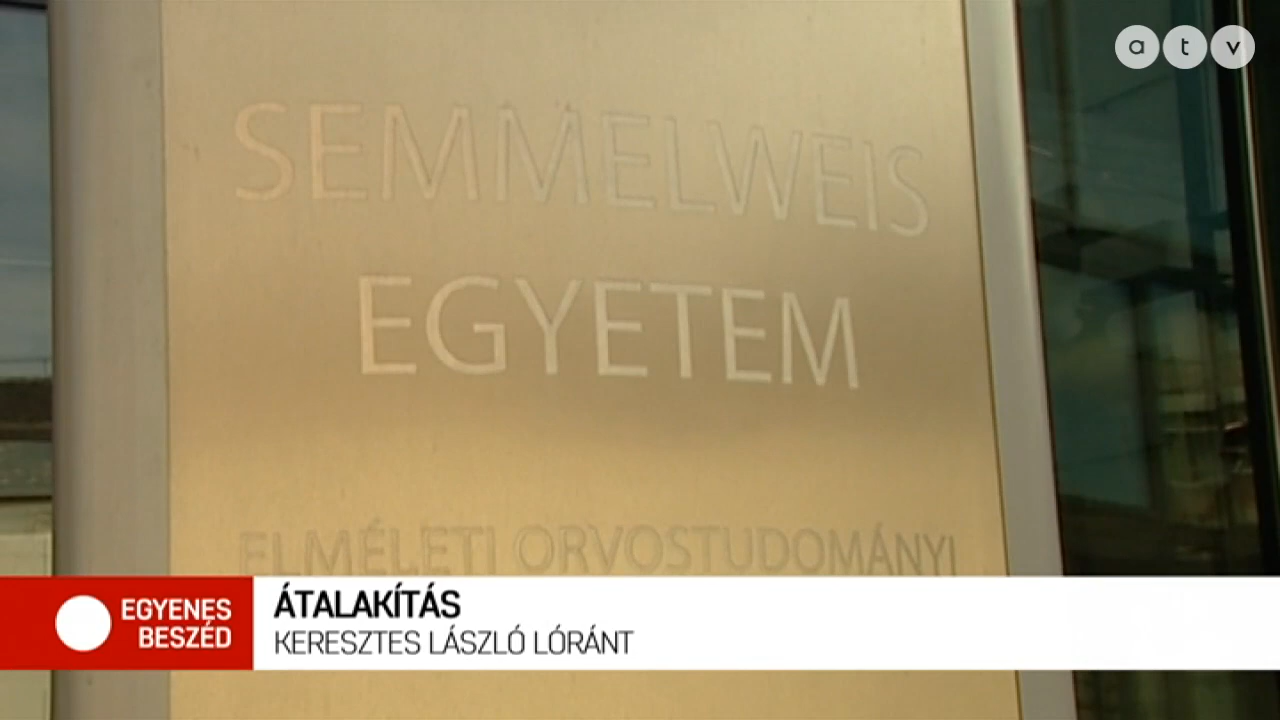 atv
SEMMELWEIS
EGYETEM
ELMÉLETI ORVOSTUDOMÁNYI
EGYENES
BESZÉD
ÁTALAKÍTÁS
KERESZTES LÁSZLÓ LÓRÁNT